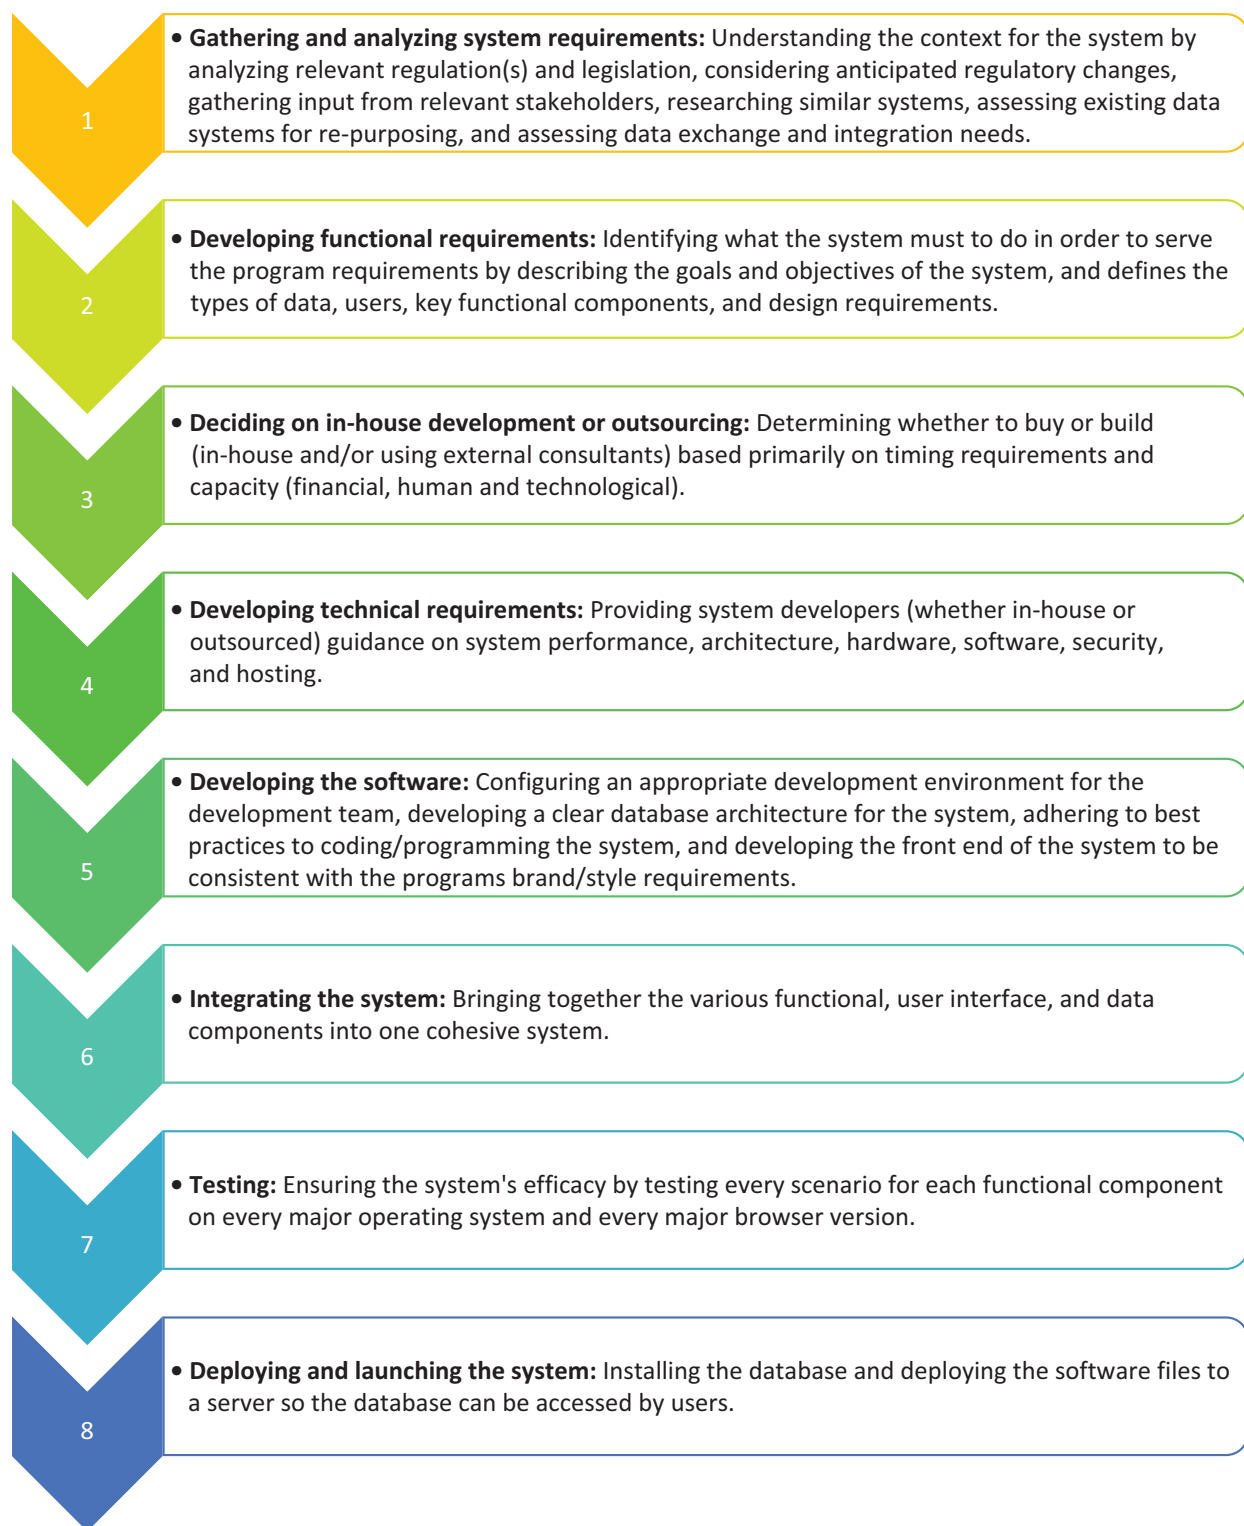 • Gathering and analyzing system requirements: Understanding the context for the system by
analyzing relevant regulation(s) and legislation, considering anticipated regulatory changes,
gathering input from relevant stakeholders, researching similar systems, assessing existing data
systems for re-purposing, and assessing data exchange and integration needs.
1
• Developing functional requirements: Identifying what the system must to do in order to serve
the program requirements by describing the goals and objectives of the system, and defines the
types of data, users, key functional components, and design requirements.
2
• Deciding on in-house development or outsourcing: Determining whether to buy or build
(in-house and/or using external consultants) based primarily on timing requirements and
capacity (financial, human and technological).
3
• Developing technical requirements: Providing system developers (whether in-house or
outsourced) guidance on system performance, architecture, hardware, software, security,
and hosting.
4
• Developing the software: Configuring an appropriate development environment for the
development team, developing a clear database architecture for the system, adhering to best
practices to coding/programming the system, and developing the front end of the system to be
consistent with the programs brand/style requirements.
5
• Integrating the system: Bringing together the various functional, user interface, and data
components into one cohesive system.
6
• Testing: Ensuring the system's efficacy by testing every scenario for each functional component
on every major operating system and every major browser version.
7
• Deploying and launching the system: Installing the database and deploying the software files to
a server so the database can be accessed by users.
8